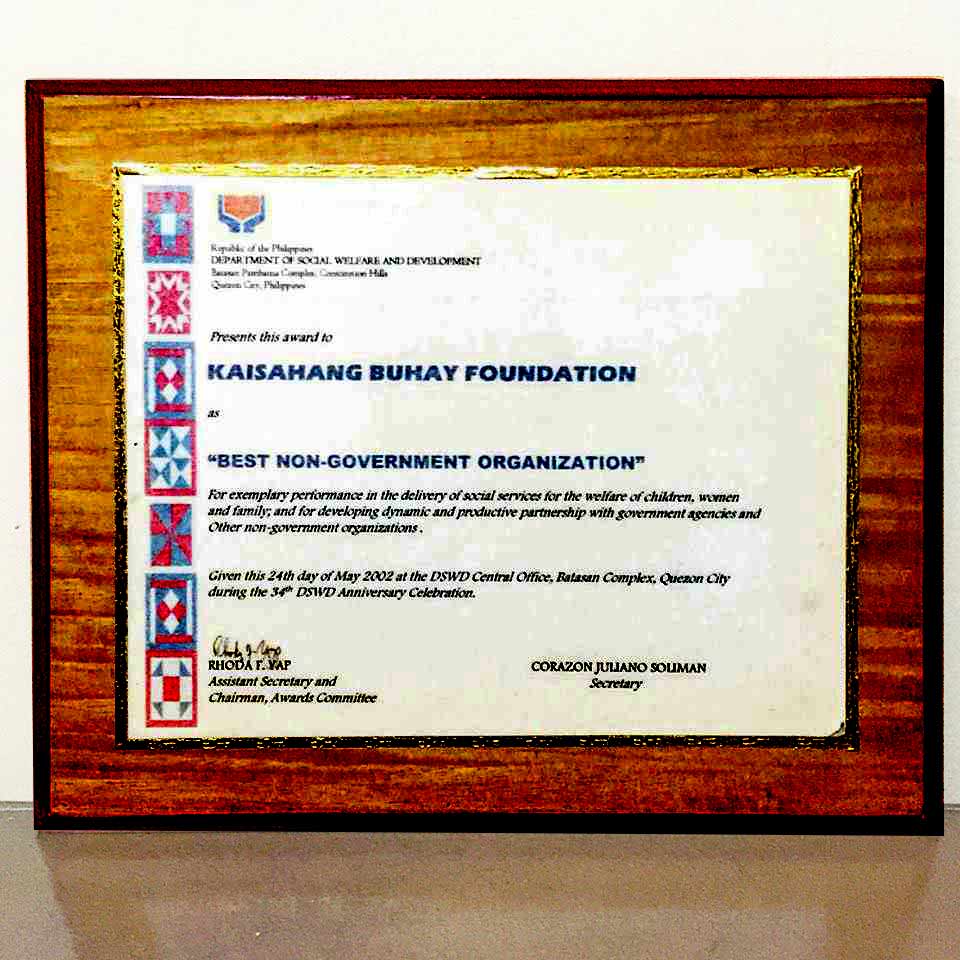 Republic of the Philippines
DEPARTMENT OF SOCIAL WELFARE AND DEVELOPMENT
Batasan Pambansa Complex, Constitution Hills
Quezon City, Philippines
Presents this award to
KAISAHANG BUHAY FOUNDATION
as
“BEST NON-GOVERNMENT ORGANIZATION”
For exemplary performance in the delivery of social services for the welfare of children, women
and family; and for developing dynamic and productive partnership with government agencies and
Other non-government organizations .
Given this 24th day of May 2002 at the DSWD Central Office, Batasan Complex, Quezon City
during the 34th DSWD Anniversary Celebration.
RHODA F. YAP
Assistant Secretary and
Chairman, Awards Committee
CORAZON JULIANO SOLIMAN
Secretary